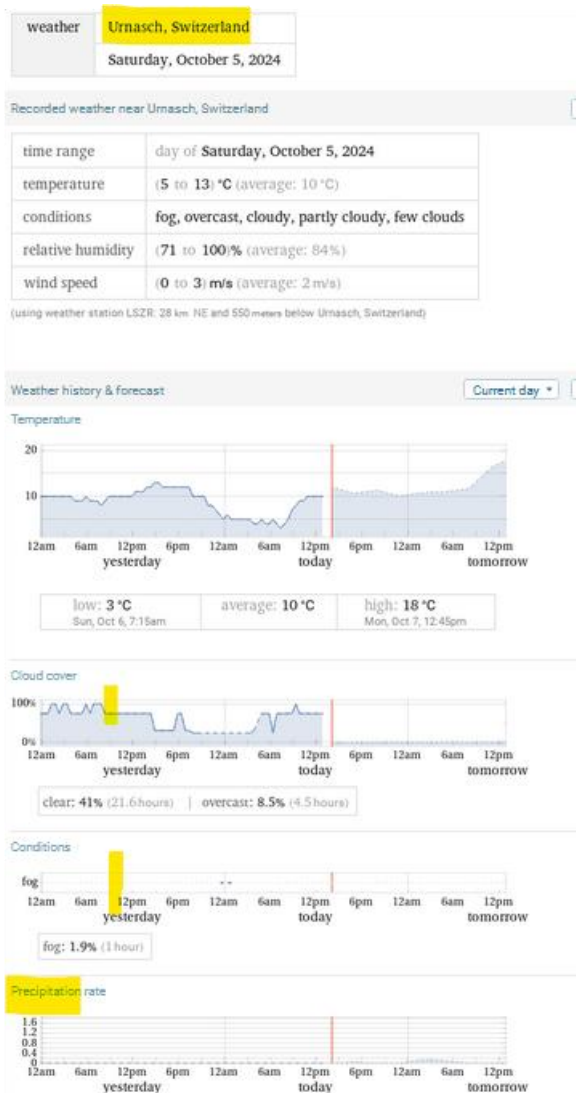 weather Urnasch, Switzerland
Saturday, October 5, 2024
Recorded weather near Urnasch, Switzerland
time range day of Saturday, October 5, 2024
temperature (5 to 13) °C (average: 10 °C)
conditions fog, overcast, cloudy, partly cloudy, few clouds
relative humidity (71 to 100)% (average: 84%)
wind speed (0 to 3) m/s (average: 2 m/s)
(using weather station LSZR: 28 km NE and 550 meters below Urnasch, Switzerland)
Weather history & forecast Current day
Temperature
20
10
12am 6am 12pm 6pm 12am 6am 12pm 6pm 12am 6am 12pm
yesterday today tomorrow
low: 3 °C average: 10 °C high: 18 °C
Sun, Oct 6, 7:15am Mon, Oct 7, 12:45pm
Cloud cover
100%
0%
12am 6am 12pm 6pm 12am 6am 12pm 6pm 12am 6am 12pm
yesterday today tomorrow
clear: 41% (21.6 hours) | overcast: 8.5% (4.5 hours)
Conditions
fog
12am 6am 12pm 6pm 12am 6am 12pm 6pm 12am 6am 12pm
yesterday today tomorrow
fog: 1.9% (1 hour)
Precipitation rate
1.6
1.2
0.8
0.4
0
12am 6am 12pm 6pm 12am 6am 12pm 6pm 12am 6am 12pm
yesterday today tomorrow